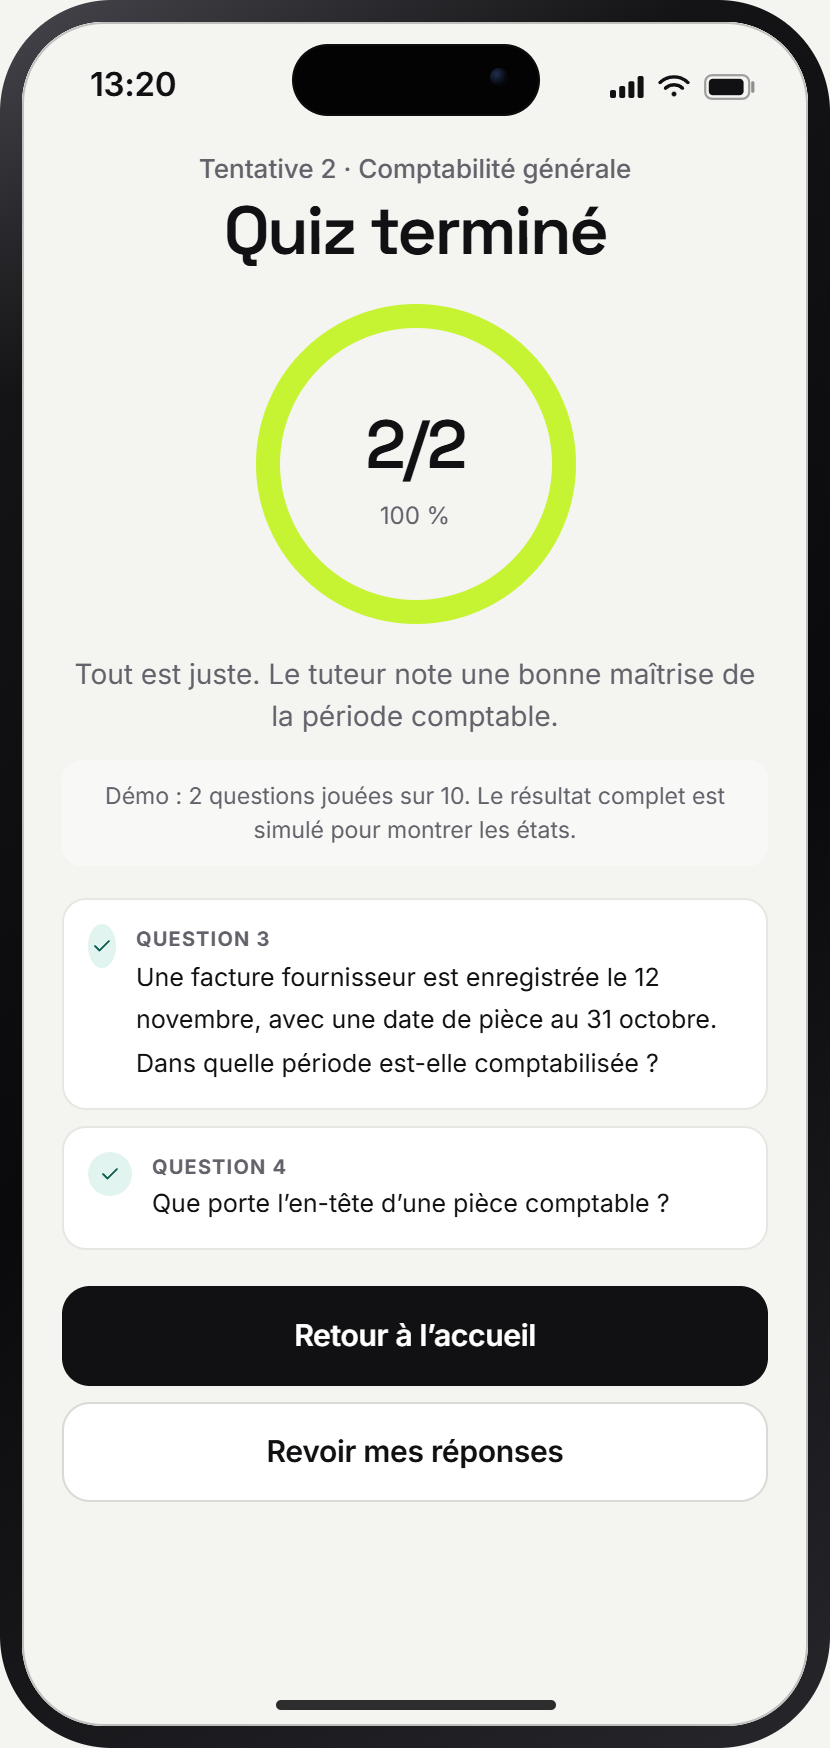 13:20
Tentative 2 · Comptabilité générale
Quiz terminé
2/2
100 %
Tout est juste. Le tuteur note une bonne maîtrise de
la période comptable.
Démo : 2 questions jouées sur 10. Le résultat complet est
simulé pour montrer les états.
QUESTION 3
Une facture fournisseur est enregistrée le 12
novembre, avec une date de pièce au 31 octobre.
Dans quelle période est-elle comptabilisée ?
QUESTION 4
Que porte l’en-tête d’une pièce comptable ?
Retour à l’accueil
Revoir mes réponses